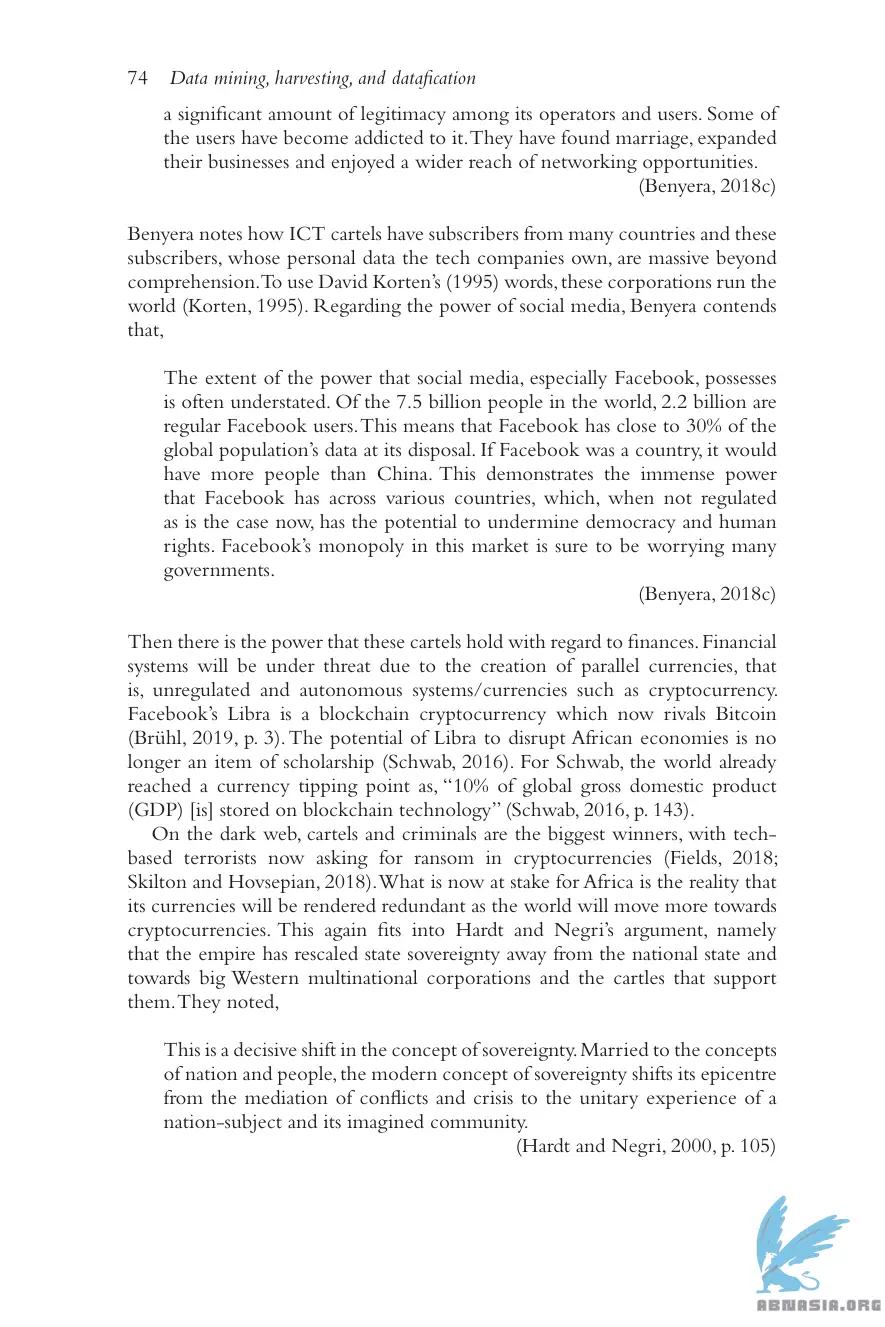 74 Data mining, harvesting, and datafication
a significant amount of legitimacy among its operators and users. Some of
the users have become addicted to it. They have found marriage, expanded
their businesses and enjoyed a wider reach of networking opportunities.
(Benyera, 2018c)
Benyera notes how ICT cartels have subscribers from many countries and these
subscribers, whose personal data the tech companies own, are massive beyond
comprehension. To use David Korten’s (1995) words, these corporations run the
world (Korten, 1995). Regarding the power of social media, Benyera contends
that,
The extent of the power that social media, especially Facebook, possesses
is often understated. Of the 7.5 billion people in the world, 2.2 billion are
regular Facebook users. This means that Facebook has close to 30% of the
global population’s data at its disposal. If Facebook was a country, it would
have more people than China. This demonstrates the immense power
that Facebook has across various countries, which, when not regulated
as is the case now, has the potential to undermine democracy and human
rights. Facebook’s monopoly in this market is sure to be worrying many
governments.
(Benyera, 2018c)
Then there is the power that these cartels hold with regard to finances. Financial
systems will be under threat due to the creation of parallel currencies, that
is, unregulated and autonomous systems/currencies such as cryptocurrency.
Facebook’s Libra is a blockchain cryptocurrency which now rivals Bitcoin
(Brühl, 2019, p. 3). The potential of Libra to disrupt African economies is no
longer an item of scholarship (Schwab, 2016). For Schwab, the world already
reached a currency tipping point as, “10% of global gross domestic product
(GDP) [is] stored on blockchain technology” (Schwab, 2016, p. 143).
On the dark web, cartels and criminals are the biggest winners, with tech-
based terrorists now asking for ransom in cryptocurrencies (Fields, 2018;
Skilton and Hovsepian, 2018). What is now at stake for Africa is the reality that
its currencies will be rendered redundant as the world will move more towards
cryptocurrencies. This again fits into Hardt and Negri’s argument, namely
that the empire has rescaled state sovereignty away from the national state and
towards big Western multinational corporations and the cartles that support
them. They noted,
This is a decisive shift in the concept of sovereignty. Married to the concepts
of nation and people, the modern concept of sovereignty shifts its epicentre
from the mediation of conflicts and crisis to the unitary experience of a
nation-subject and its imagined community.
(Hardt and Negri, 2000, p. 105)
ABNASIA.ORG